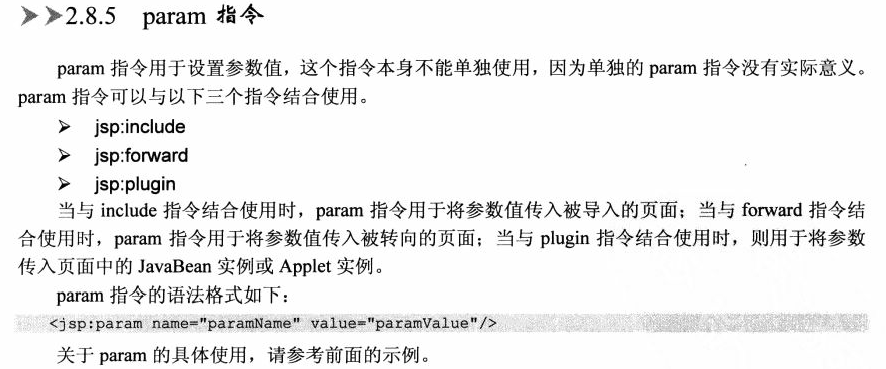 ➤➤2.8.5 param 指令
param 指令用于设置参数值，这个指令本身不能单独使用，因为单独的 param 指令没有实际意义。
param 指令可以与以下三个指令结合使用。
➤ jsp:include
➤ jsp:forward
➤ jsp:plugin
当与 include 指令结合使用时，param 指令用于将参数值传入被导入的页面；当与 forward 指令结
合使用时，param 指令用于将参数值传入被转向的页面；当与 plugin 指令结合使用时，则用于将参数
传入页面中的 JavaBean 实例或 Applet 实例。
param 指令的语法格式如下：
<jsp:param name="paramName" value="paramValue"/>
关于 param 的具体使用，请参考前面的示例。